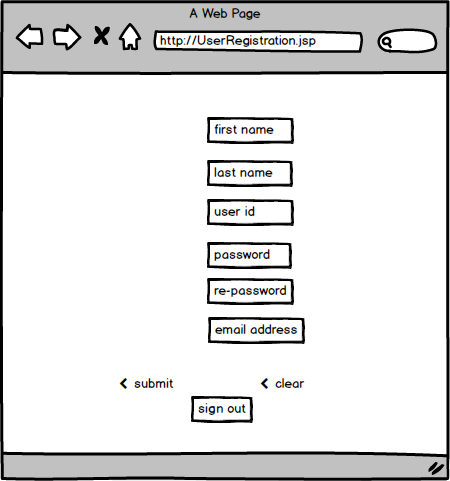 A Web Page
http://UserRegistration.jsp
first name
last name
user id
password
re-password
email address
submit
clear
sign out